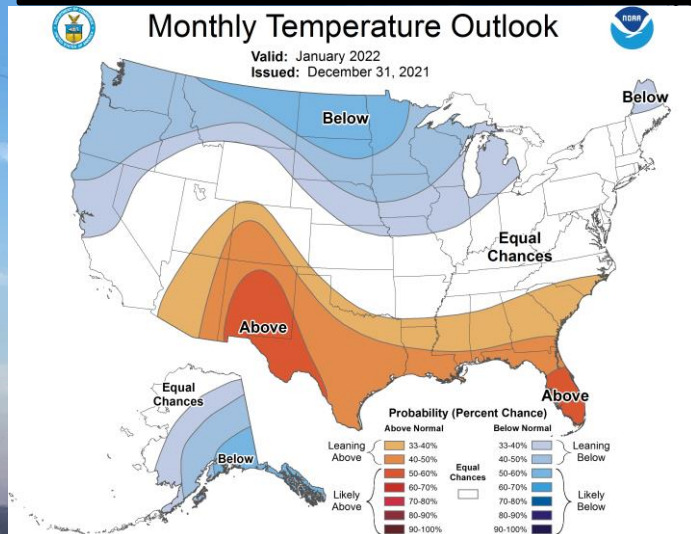 Monthly Temperature Outlook
NOAA
Valid: January 2022
Issued: December 31, 2021
Below
Below
Equal
Chances
Above
Above
Equal
Chances
Below
Probability (Percent Chance)
Above Normal
Below Normal
Leaning
Above
33-40%
40-50%
50-60%
60-70%
70-80%
80-90%
90-100%
Likely
Above
Equal
Chances
33-40%
40-50%
50-60%
60-70%
70-80%
80-90%
90-100%
Leaning
Below
Likely
Below